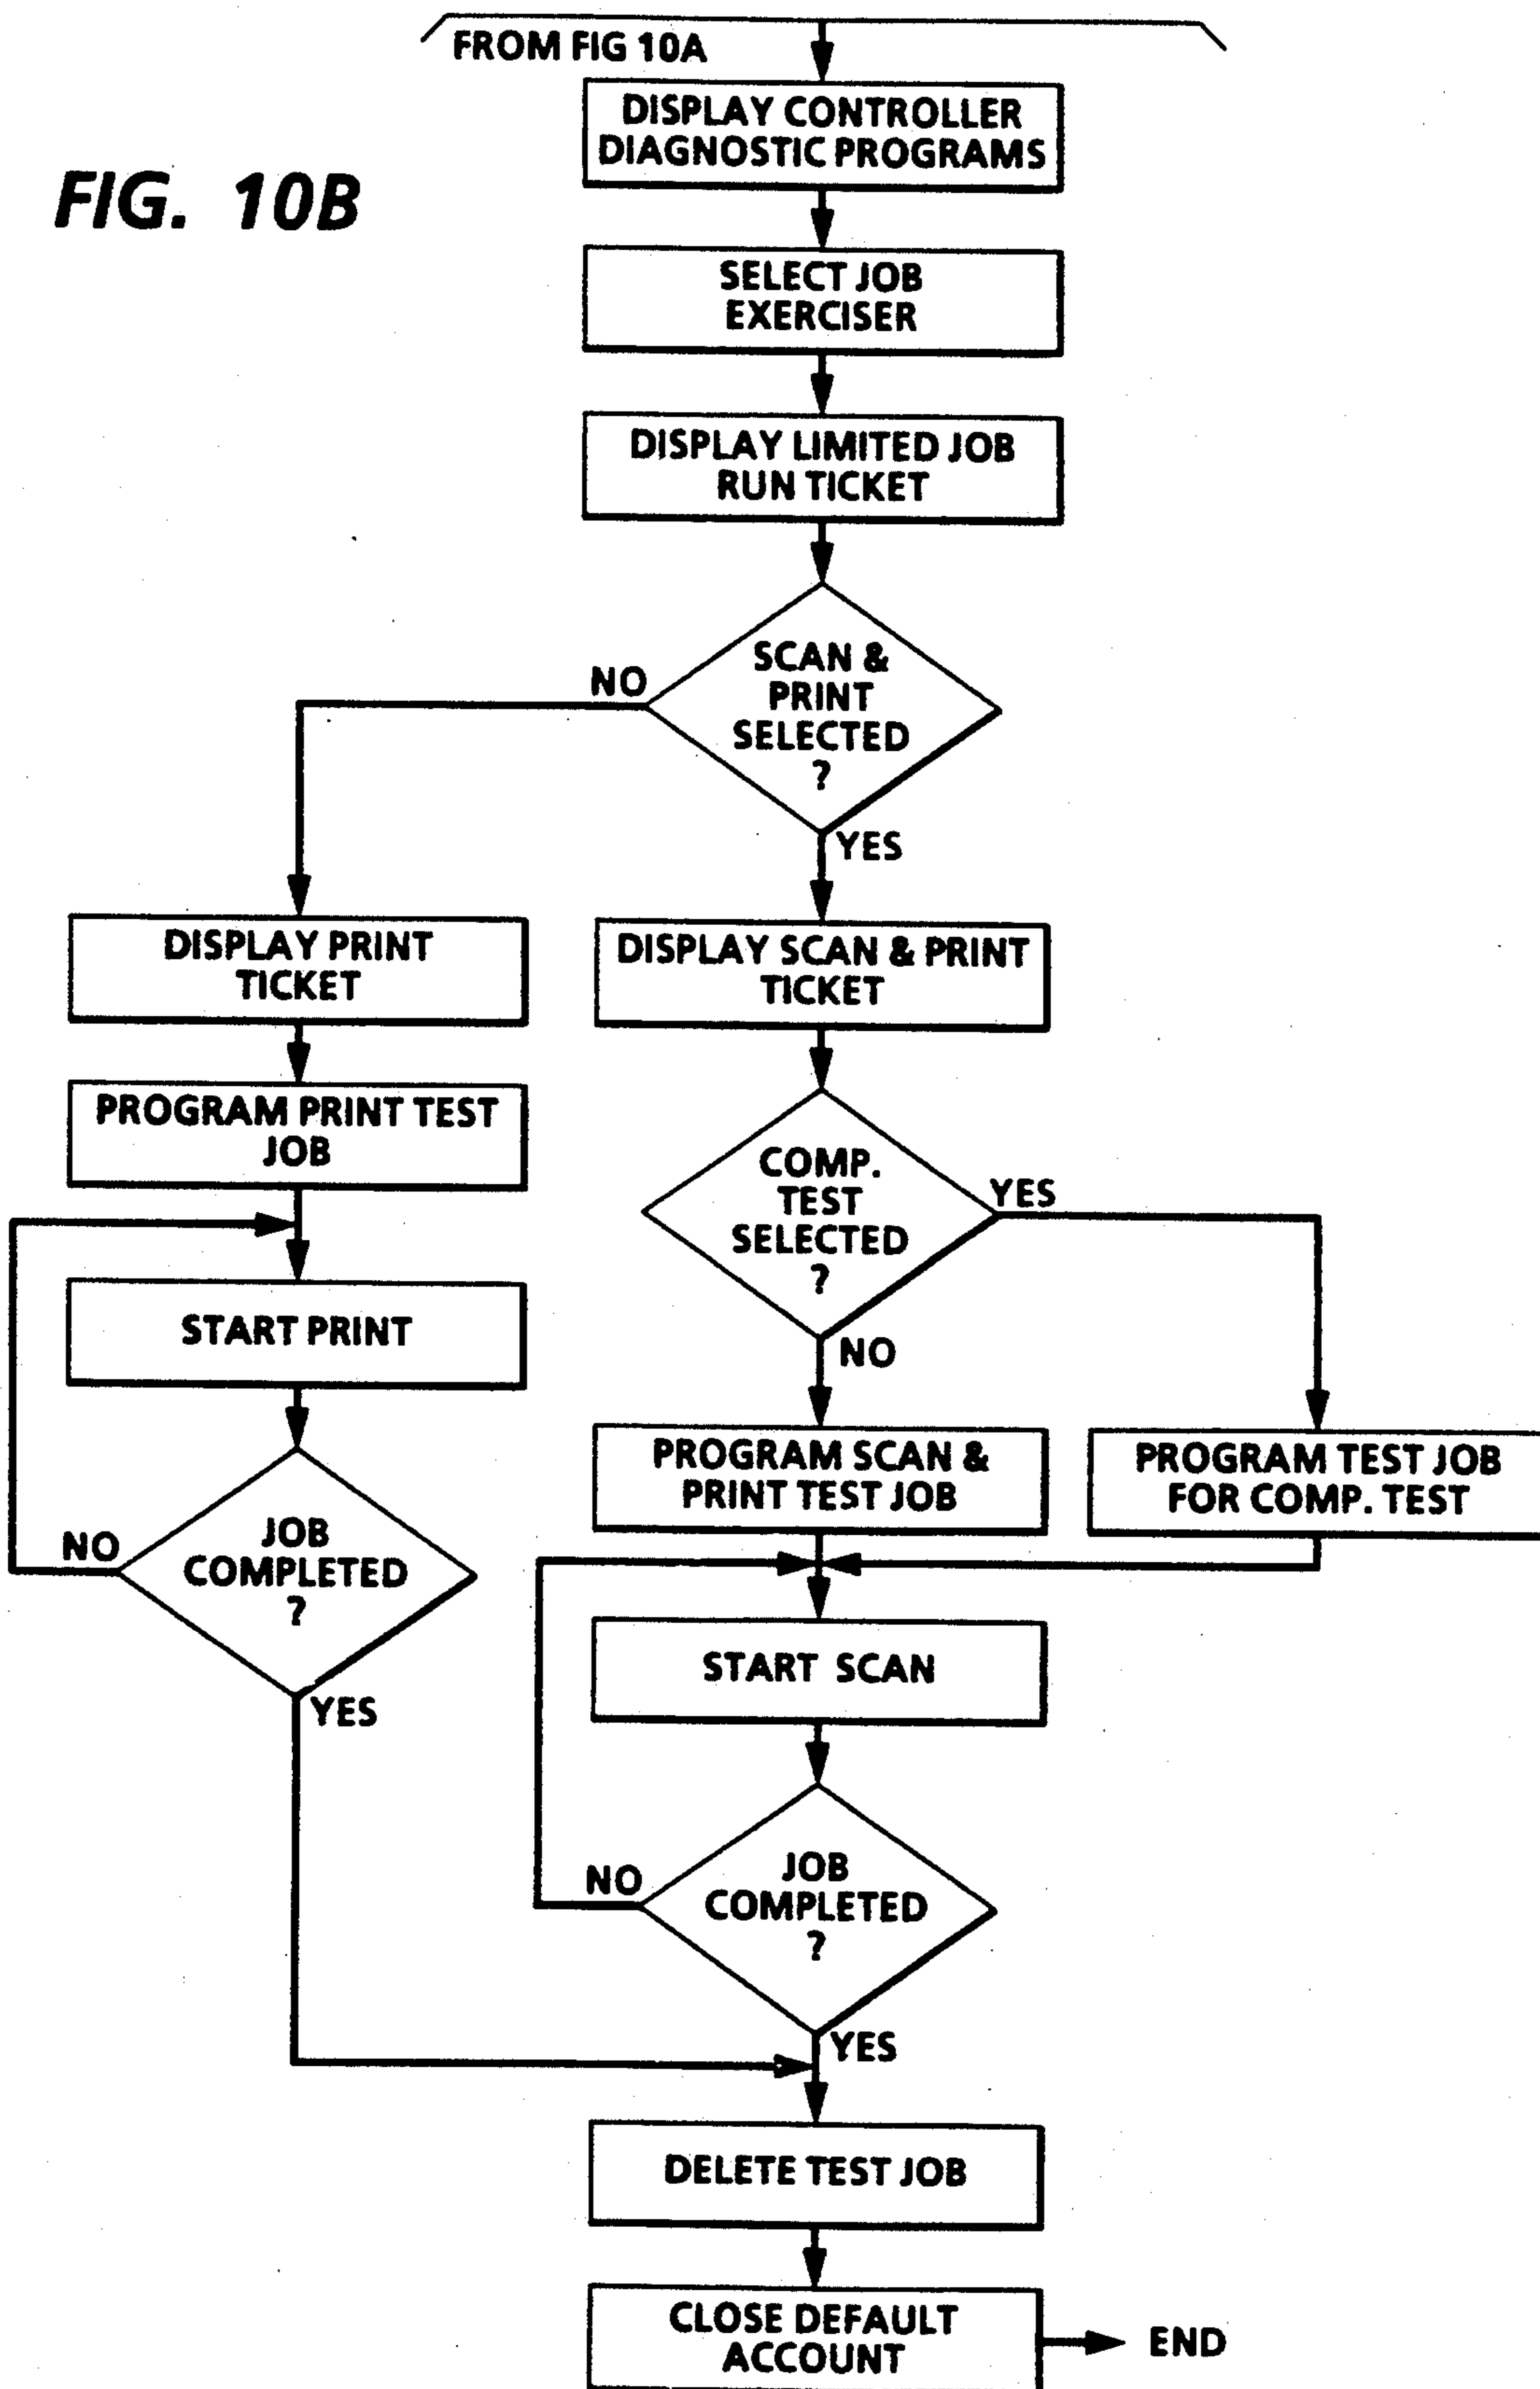 FROM FIG 10A
DISPLAY CONTROLLER
DIAGNOSTIC PROGRAMS
FIG. 10B
SELECT JOB
EXERCISER
DISPLAY LIMITED JOB
RUN TICKET
SCAN &
PRINT
SELECTED
?
NO
YES
DISPLAY PRINT
TICKET
DISPLAY SCAN & PRINT
TICKET
PROGRAM PRINT TEST
JOB
COMP.
TEST
SELECTED
?
YES
NO
START PRINT
PROGRAM SCAN &
PRINT TEST JOB
PROGRAM TEST JOB
FOR COMP. TEST
JOB
COMPLETED
?
NO
YES
START SCAN
JOB
COMPLETED
?
NO
YES
DELETE TEST JOB
CLOSE DEFAULT
ACCOUNT
END